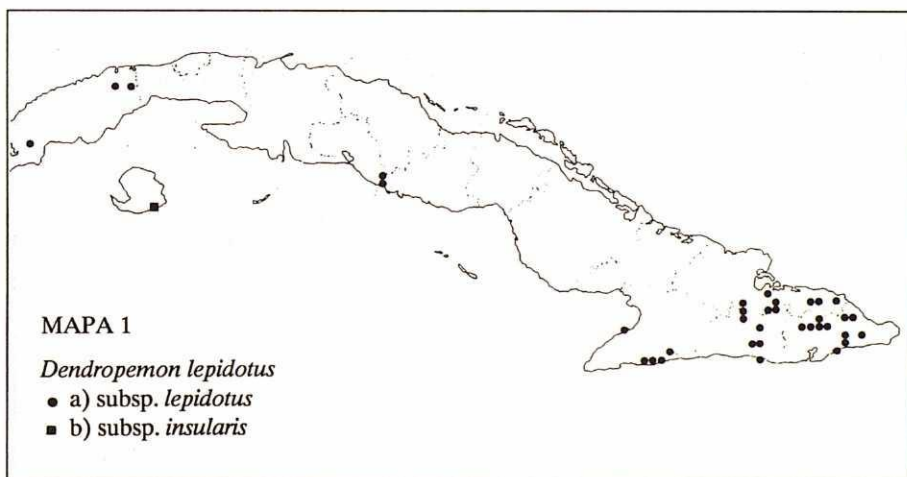 MAPA 1
Dendropemon lepidotus
● a) subsp. lepidotus
■ b) subsp. insularis